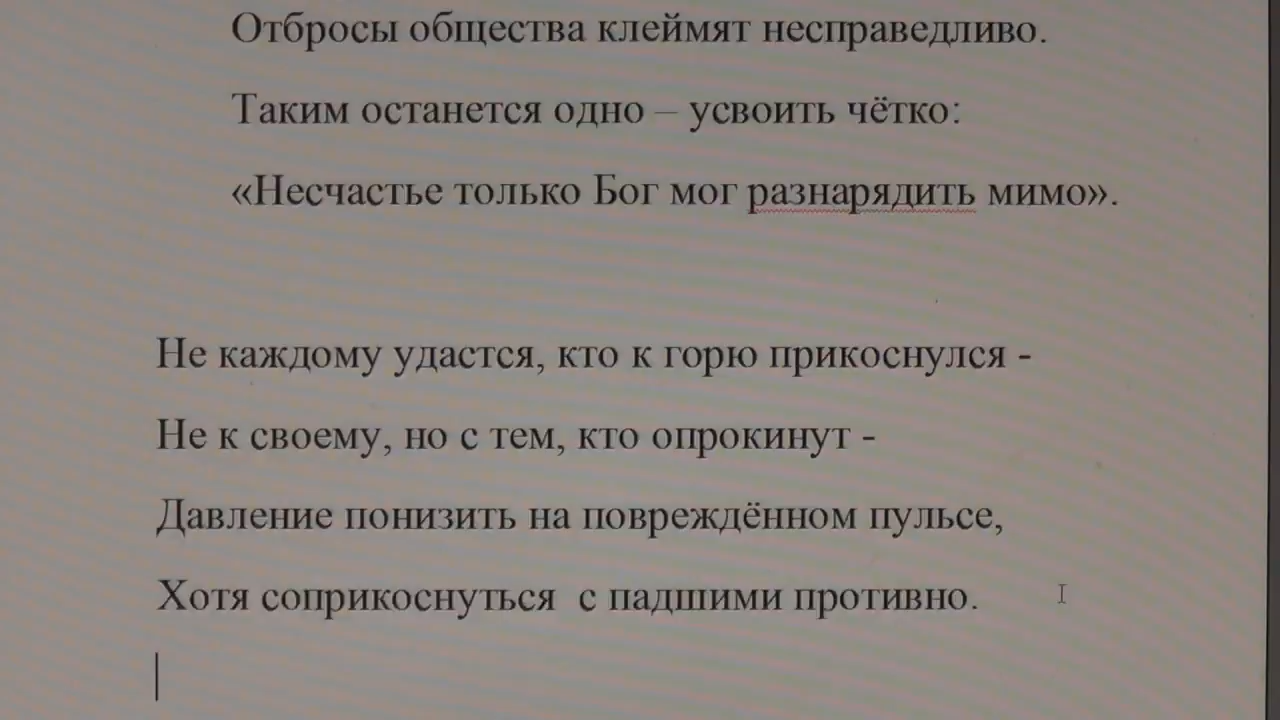 Отбросы общества клеймят несправедливо.
Таким останется одно – усвоить чётко:
«Несчастье только Бог мог разнарядить мимо».
Не каждому удастся, кто к горю прикоснулся -
Не к своему, но с тем, кто опрокинут -
Давление понизить на повреждённом пульсе,
Хотя соприкоснуться  с падшими противно.